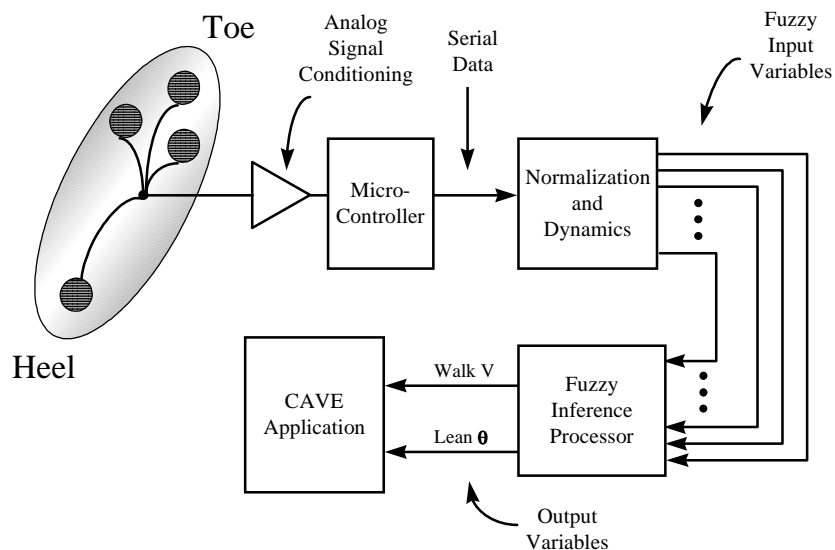 Toe
Analog
Signal
Conditioning
Serial
Data
Fuzzy
Input
Variables
Micro-
Controller
Normalization
and
Dynamics
Heel
CAVE
Application
Walk V
Lean θ
Fuzzy
Inference
Processor
Output
Variables